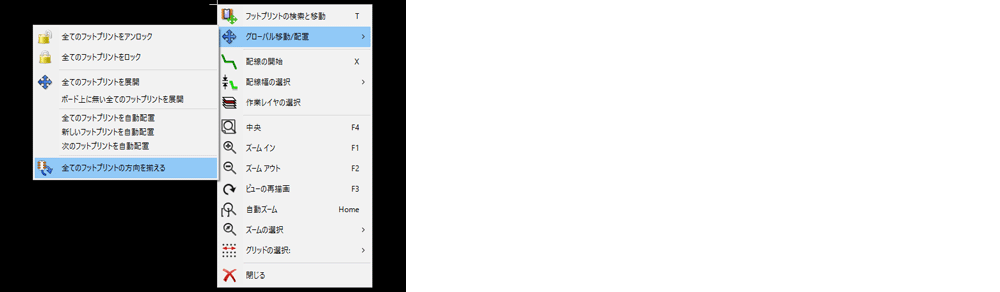 フットプリントの検索と移動 T
グローバル移動/配置
配線の開始 X
配線幅の選択
作業レイヤの選択
中央 F4
ズーム イン F1
ズーム アウト F2
ビューの再描画 F3
自動ズーム Home
ズームの選択
グリッドの選択:
閉じる
全てのフットプリントをアンロック
全てのフットプリントをロック
全てのフットプリントを展開
ボード上に無い全てのフットプリントを展開
全てのフットプリントを自動配置
新しいフットプリントを自動配置
次のフットプリントを自動配置
全てのフットプリントの方向を揃える